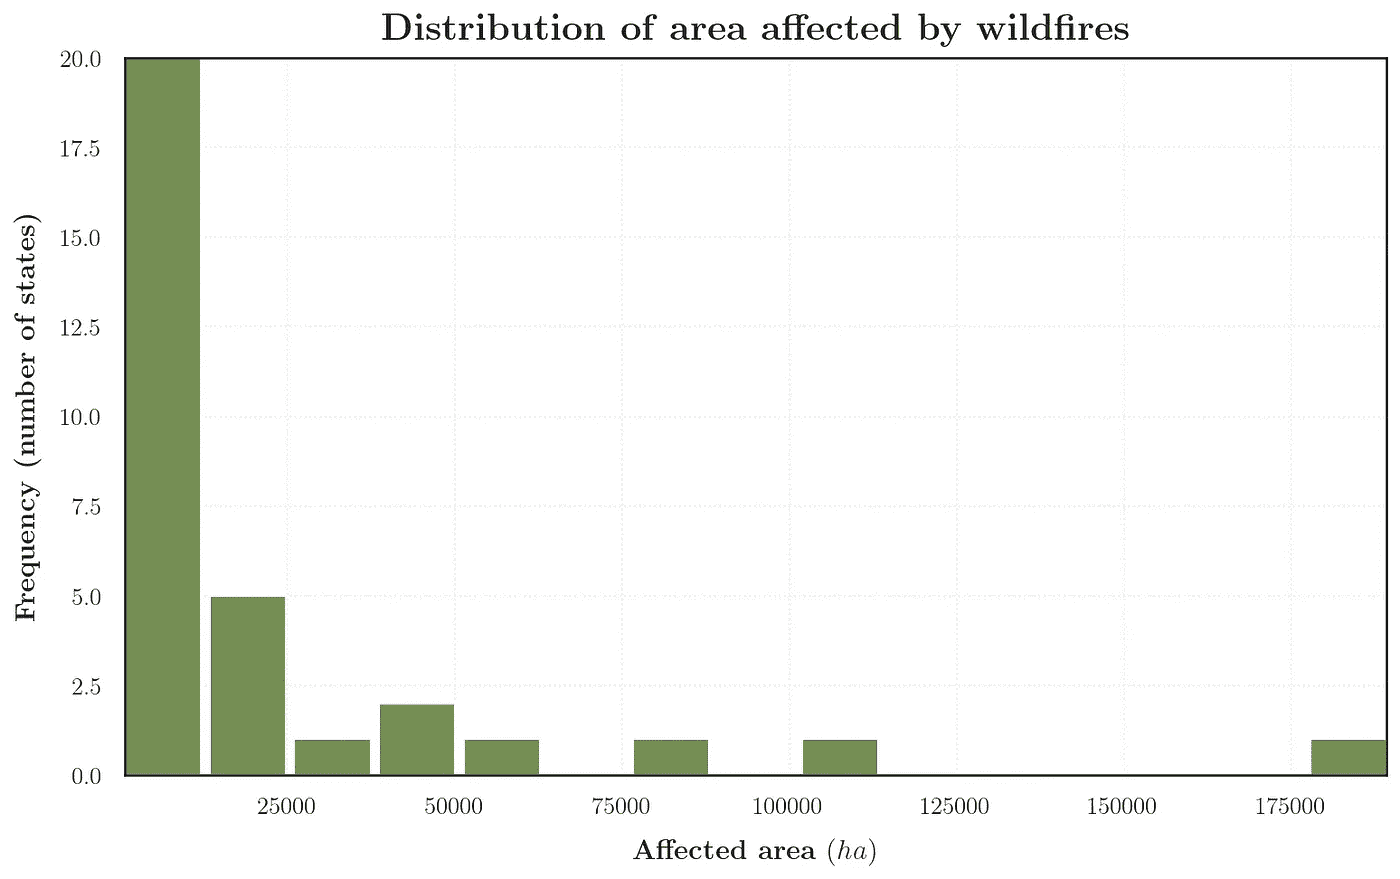 Distribution of area affected by wildfires
20.0
17.5
15.0
12.5
10.0
7.5
5.0
2.5
0.0
Frequency (number of states)
25000 50000 75000 100000 125000 150000 175000
Affected area (ha)